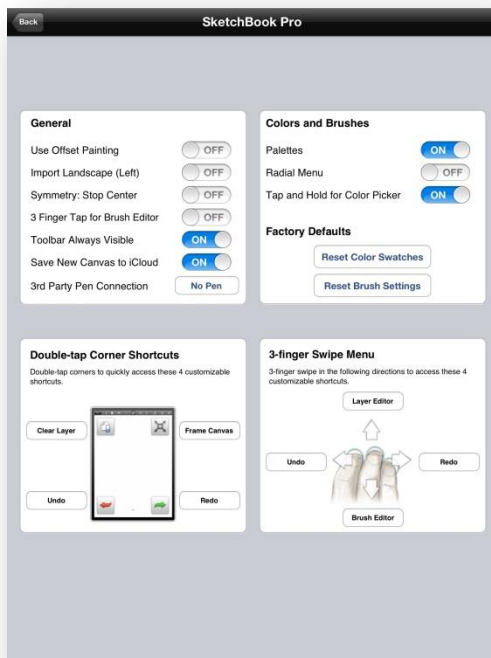 Back
SketchBook Pro
General
Use Offset Painting OFF
Import Landscape (Left) OFF
Symmetry: Stop Center OFF
3 Finger Tap for Brush Editor OFF
Toolbar Always Visible ON
Save New Canvas to iCloud ON
3rd Party Pen Connection No Pen
Colors and Brushes
Palettes ON
Radial Menu OFF
Tap and Hold for Color Picker ON
Factory Defaults
Reset Color Swatches
Reset Brush Settings
Double-tap Corner Shortcuts
Double-tap corners to quickly access these 4 customizable
shortcuts.
Clear Layer
Frame Canvas
Undo
Redo
3-finger Swipe Menu
3-finger swipe in the following directions to access these 4
customizable shortcuts.
Layer Editor
Undo
Redo
Brush Editor